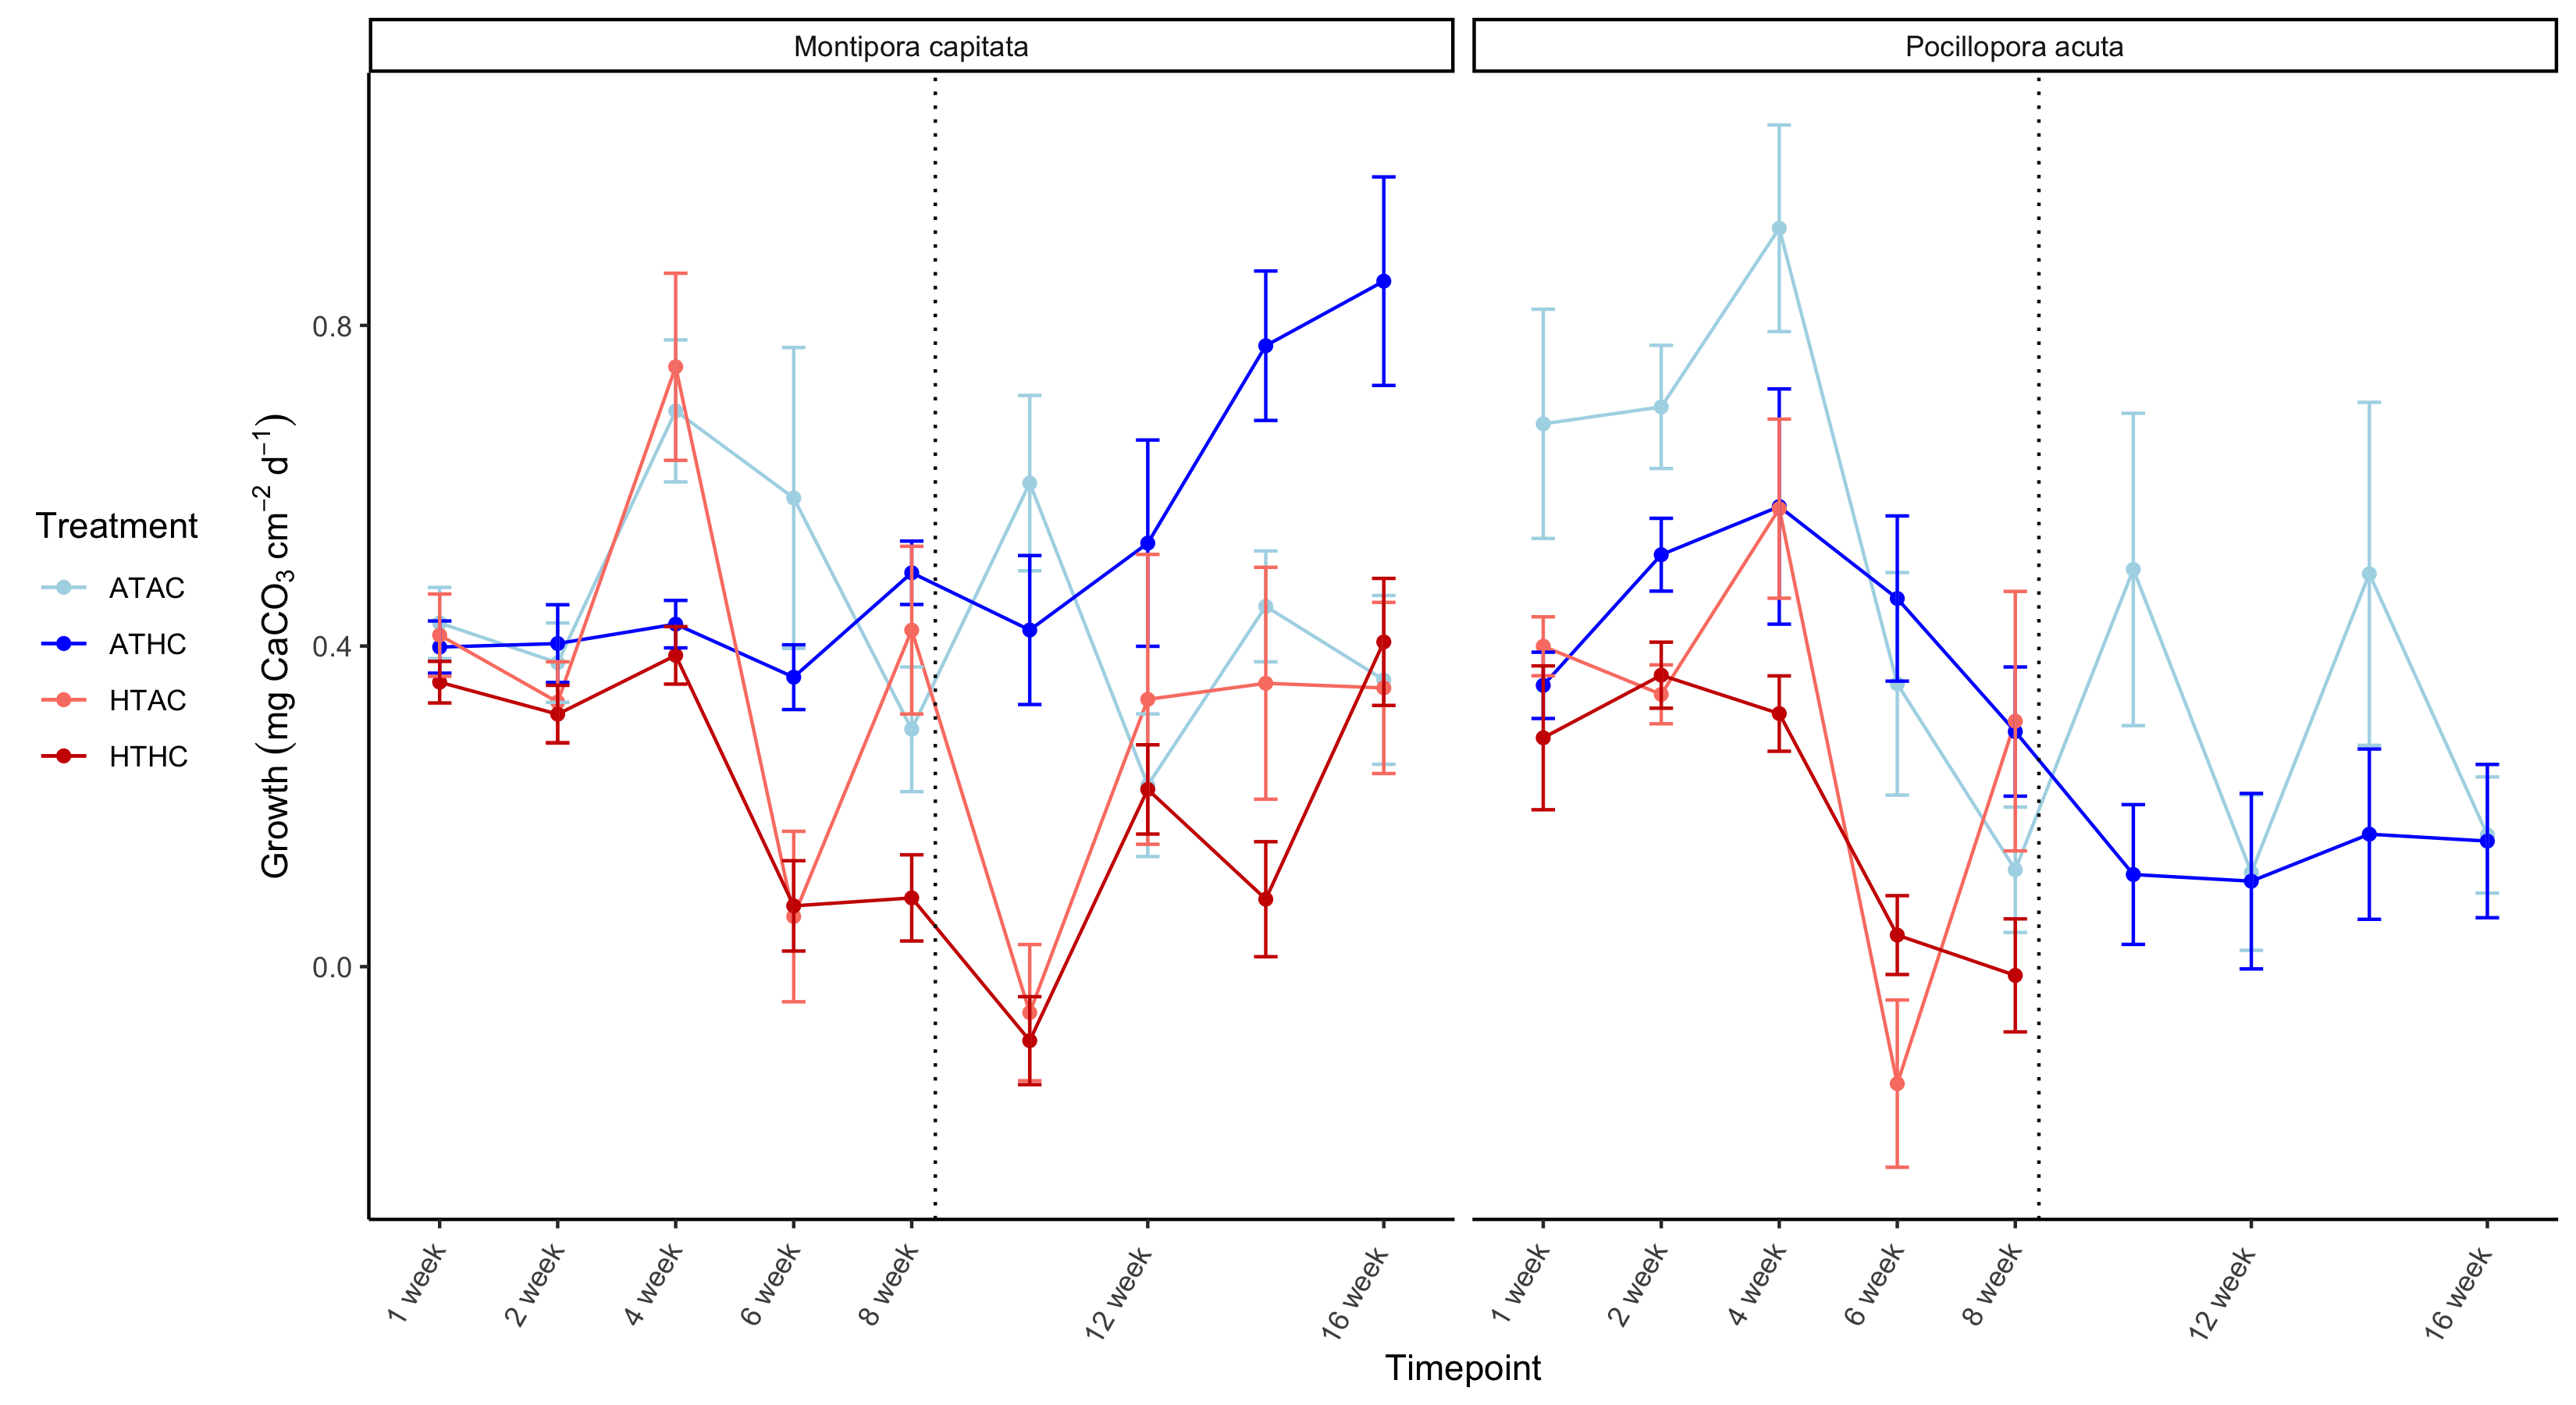 Montipora capitata
Pocillopora acuta
Growth (mg CaCO₃ cm⁻² d⁻¹)
0.8
0.4
0.0
Treatment
ATAC
ATHC
HTAC
HTHC
1 week
2 week
4 week
6 week
8 week
12 week
16 week
1 week
2 week
4 week
6 week
8 week
12 week
16 week
Timepoint